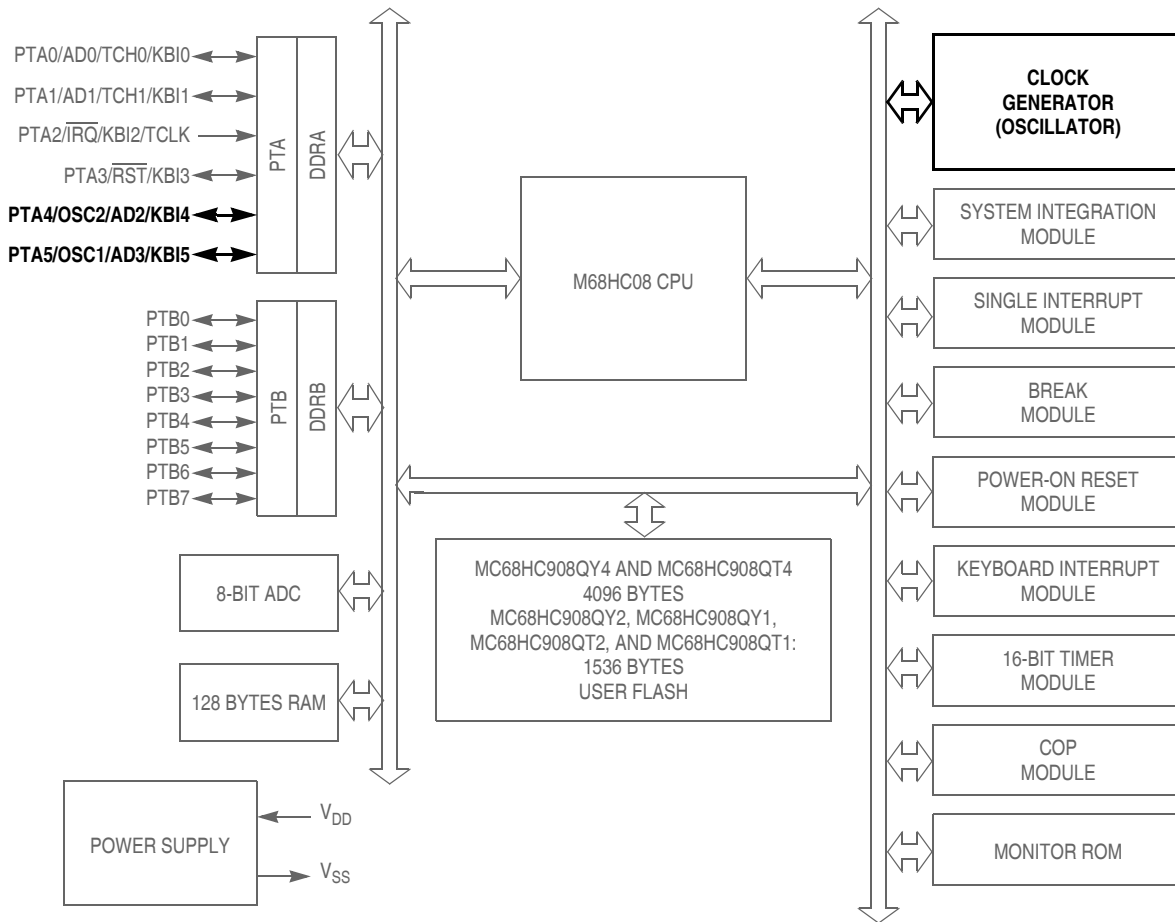 PTA0/AD0/TCH0/KBI0
PTA1/AD1/TCH1/KBI1
PTA2/IRQ/KBI2/TCLK
PTA3/RST/KBI3
PTA4/OSC2/AD2/KBI4
PTA5/OSC1/AD3/KBI5
PTA
DDRA
PTB0
PTB1
PTB2
PTB3
PTB4
PTB5
PTB6
PTB7
PTB
DDRB
8-BIT ADC
128 BYTES RAM
POWER SUPPLY
VDD
VSS
M68HC08 CPU
MC68HC908QY4 AND MC68HC908QT4
4096 BYTES
MC68HC908QY2, MC68HC908QY1,
MC68HC908QT2, AND MC68HC908QT1:
1536 BYTES
USER FLASH
CLOCK
GENERATOR
(OSCILLATOR)
SYSTEM INTEGRATION
MODULE
SINGLE INTERRUPT
MODULE
BREAK
MODULE
POWER-ON RESET
MODULE
KEYBOARD INTERRUPT
MODULE
16-BIT TIMER
MODULE
COP
MODULE
MONITOR ROM